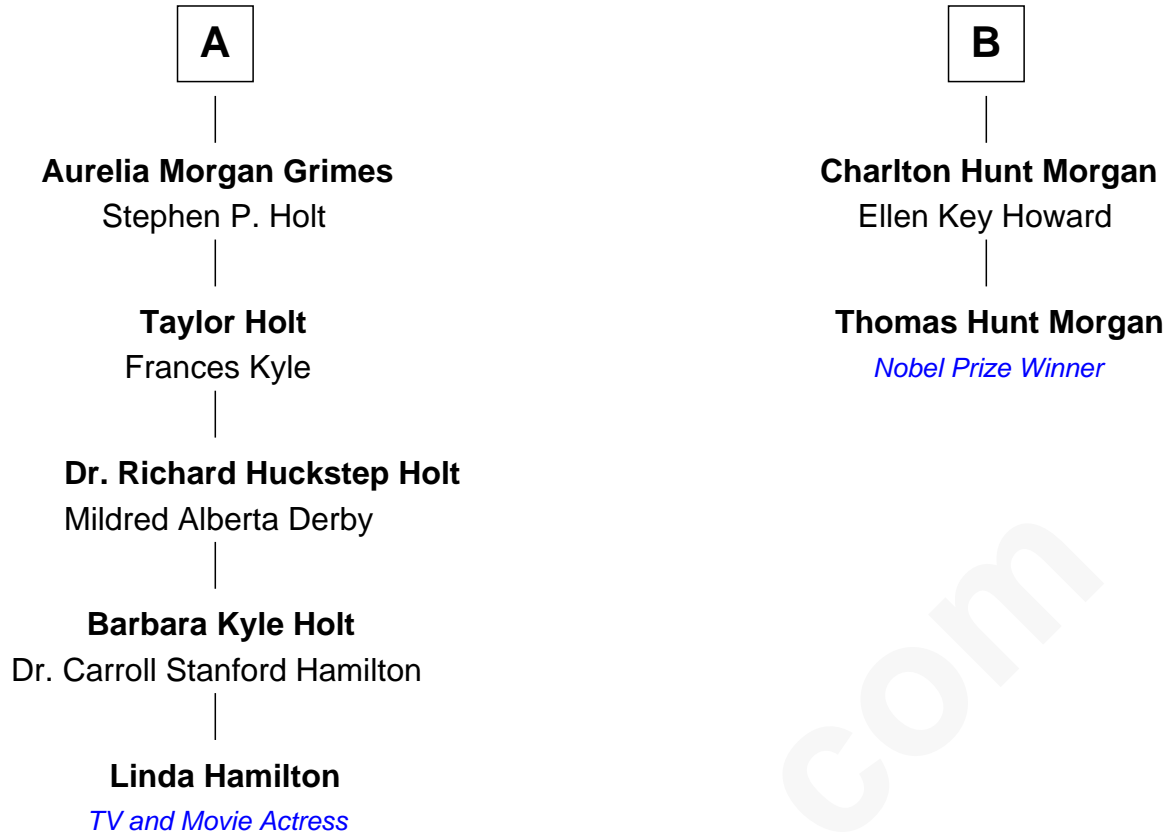 A
Aurelia Morgan Grimes
Stephen P. Holt
Taylor Holt
Frances Kyle
Dr. Richard Huckstep Holt
Mildred Alberta Derby
Barbara Kyle Holt
Dr. Carroll Stanford Hamilton
Linda Hamilton
TV and Movie Actress
B
Charlton Hunt Morgan
Ellen Key Howard
Thomas Hunt Morgan
Nobel Prize Winner
com